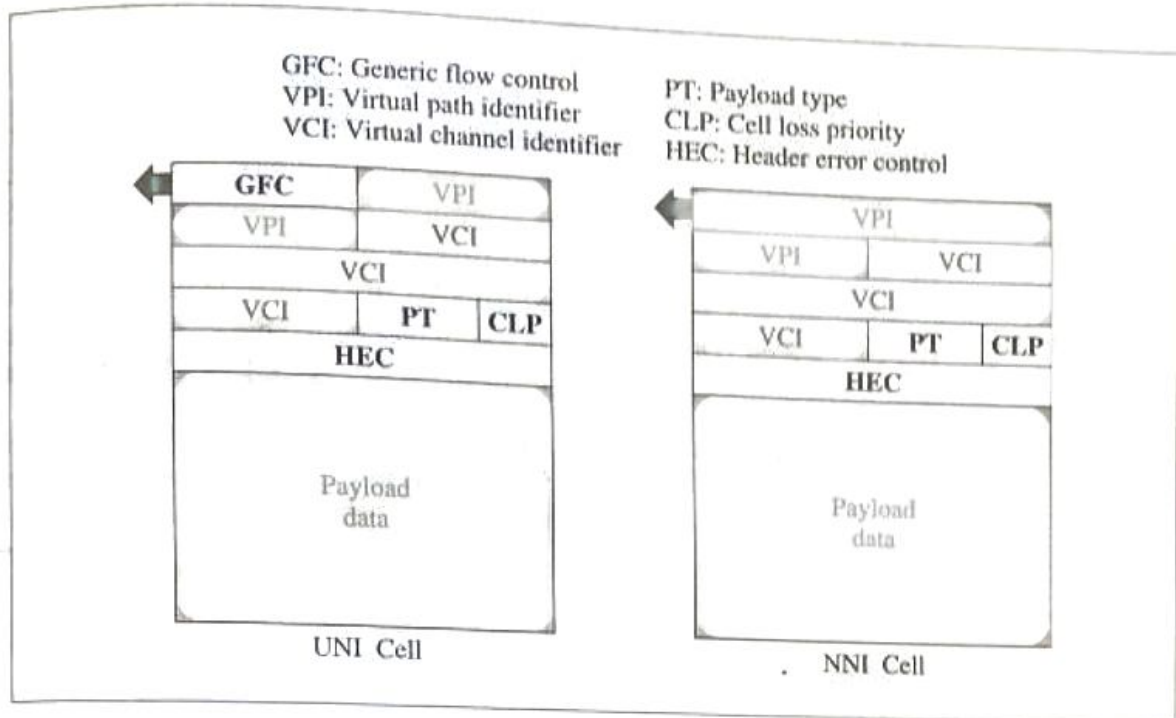 GFC: Generic flow control
VPI: Virtual path identifier
VCI: Virtual channel identifier
PT: Payload type
CLP: Cell loss priority
HEC: Header error control
GFC VPI
VPI VCI
VCI
VCI PT CLP
HEC
Payload
data
UNI Cell
VPI
VPI VCI
VCI
VCI PT CLP
HEC
Payload
data
NNI Cell